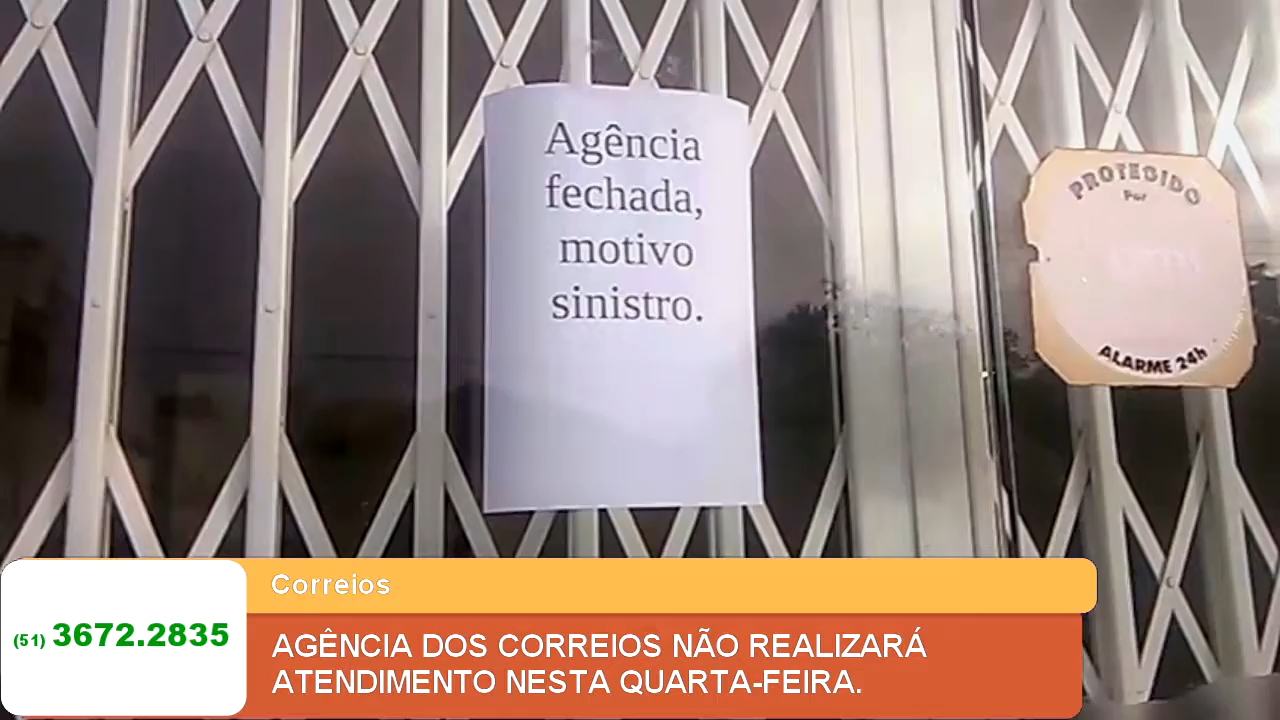 Agência
fechada,
motivo
sinistro.
PROTEGIDO
Por
ALARME 24h
Correios
(51) 3672.2835
AGÊNCIA DOS CORREIOS NÃO REALIZARÁ
ATENDIMENTO NESTA QUARTA-FEIRA.